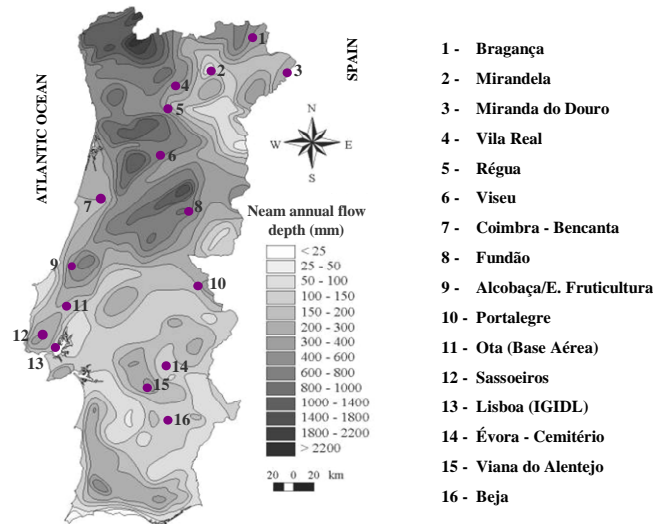 ATLANTIC OCEAN
SPAIN
1
2
3
4
5
6
7
8
9
10
11
12
13
14
15
16
N
W
E
S
Neam annual flow
depth (mm)
< 25
25 - 50
50 - 100
100 - 150
150 - 200
200 - 300
300 - 400
400 - 600
600 - 800
800 - 1000
1000 - 1400
1400 - 1800
1800 - 2200
> 2200
20 0 20 km
1 - Bragança
2 - Mirandela
3 - Miranda do Douro
4 - Vila Real
5 - Régua
6 - Viseu
7 - Coimbra - Bencanta
8 - Fundão
9 - Alcobaça/E. Fruticultura
10 - Portalegre
11 - Ota (Base Aérea)
12 - Sassoeiros
13 - Lisboa (IGIDL)
14 - Évora - Cemitério
15 - Viana do Alentejo
16 - Beja